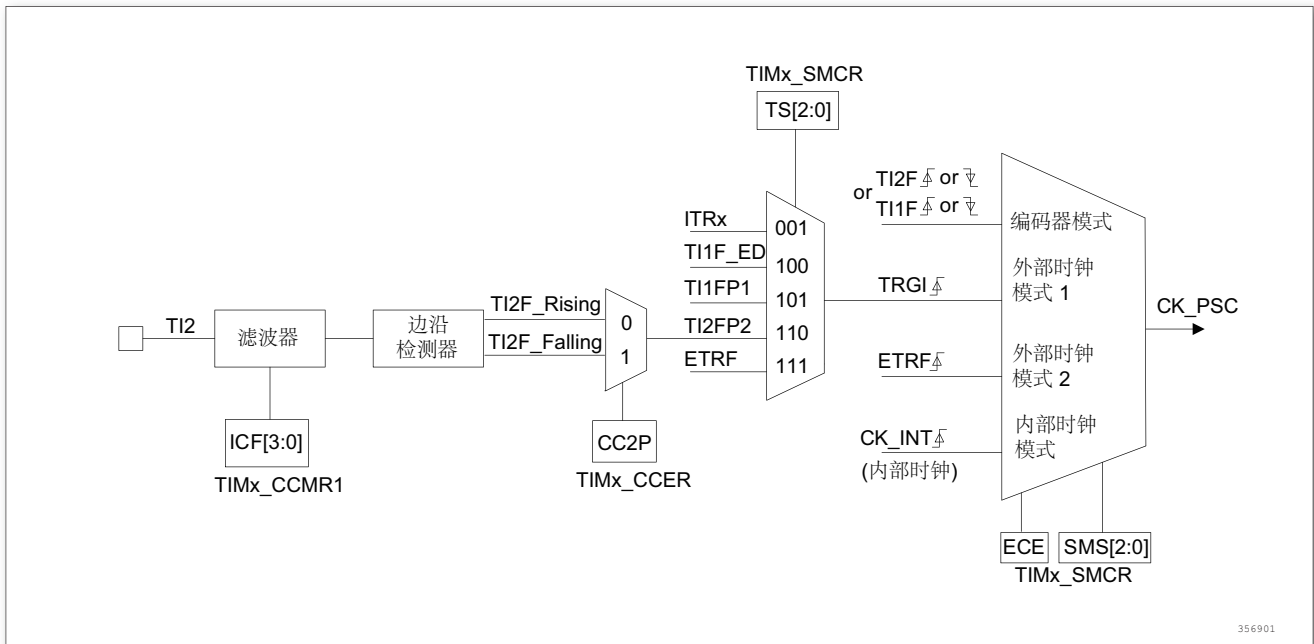 TIMx_SMCR
TS[2:0]
TI2F or
or
TI1F or
编码器模式
ITRx
001
TI1F_ED
100
外部时钟
模式 1
TRGI
TI1FP1
101
CK_PSC
TI2
滤波器
边沿
检测器
TI2F_Rising
0
TI2F_Falling
1
TI2FP2
110
ETRF
111
ETRF
外部时钟
模式 2
ICF[3:0]
TIMx_CCMR1
CC2P
TIMx_CCER
CK_INT
(内部时钟)
内部时钟
模式
ECE
SMS[2:0]
TIMx_SMCR
356901